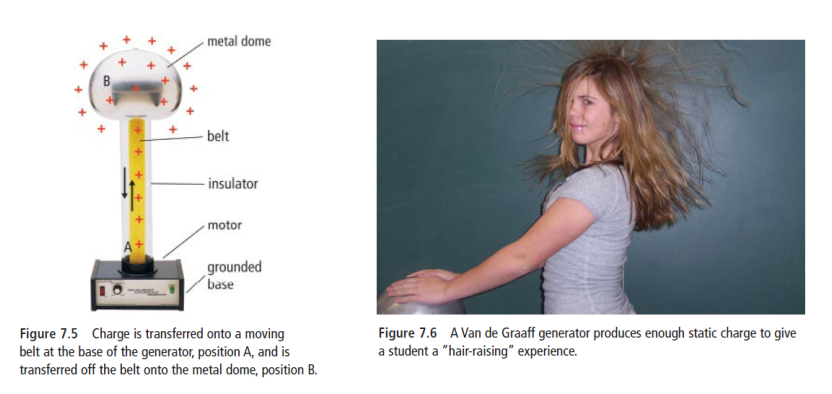 metal dome
B
belt
insulator
motor
A
grounded
base
Figure 7.5 Charge is transferred onto a moving
belt at the base of the generator, position A, and is
transferred off the belt onto the metal dome, position B.
Figure 7.6 A Van de Graaff generator produces enough static charge to give
a student a “hair-raising” experience.